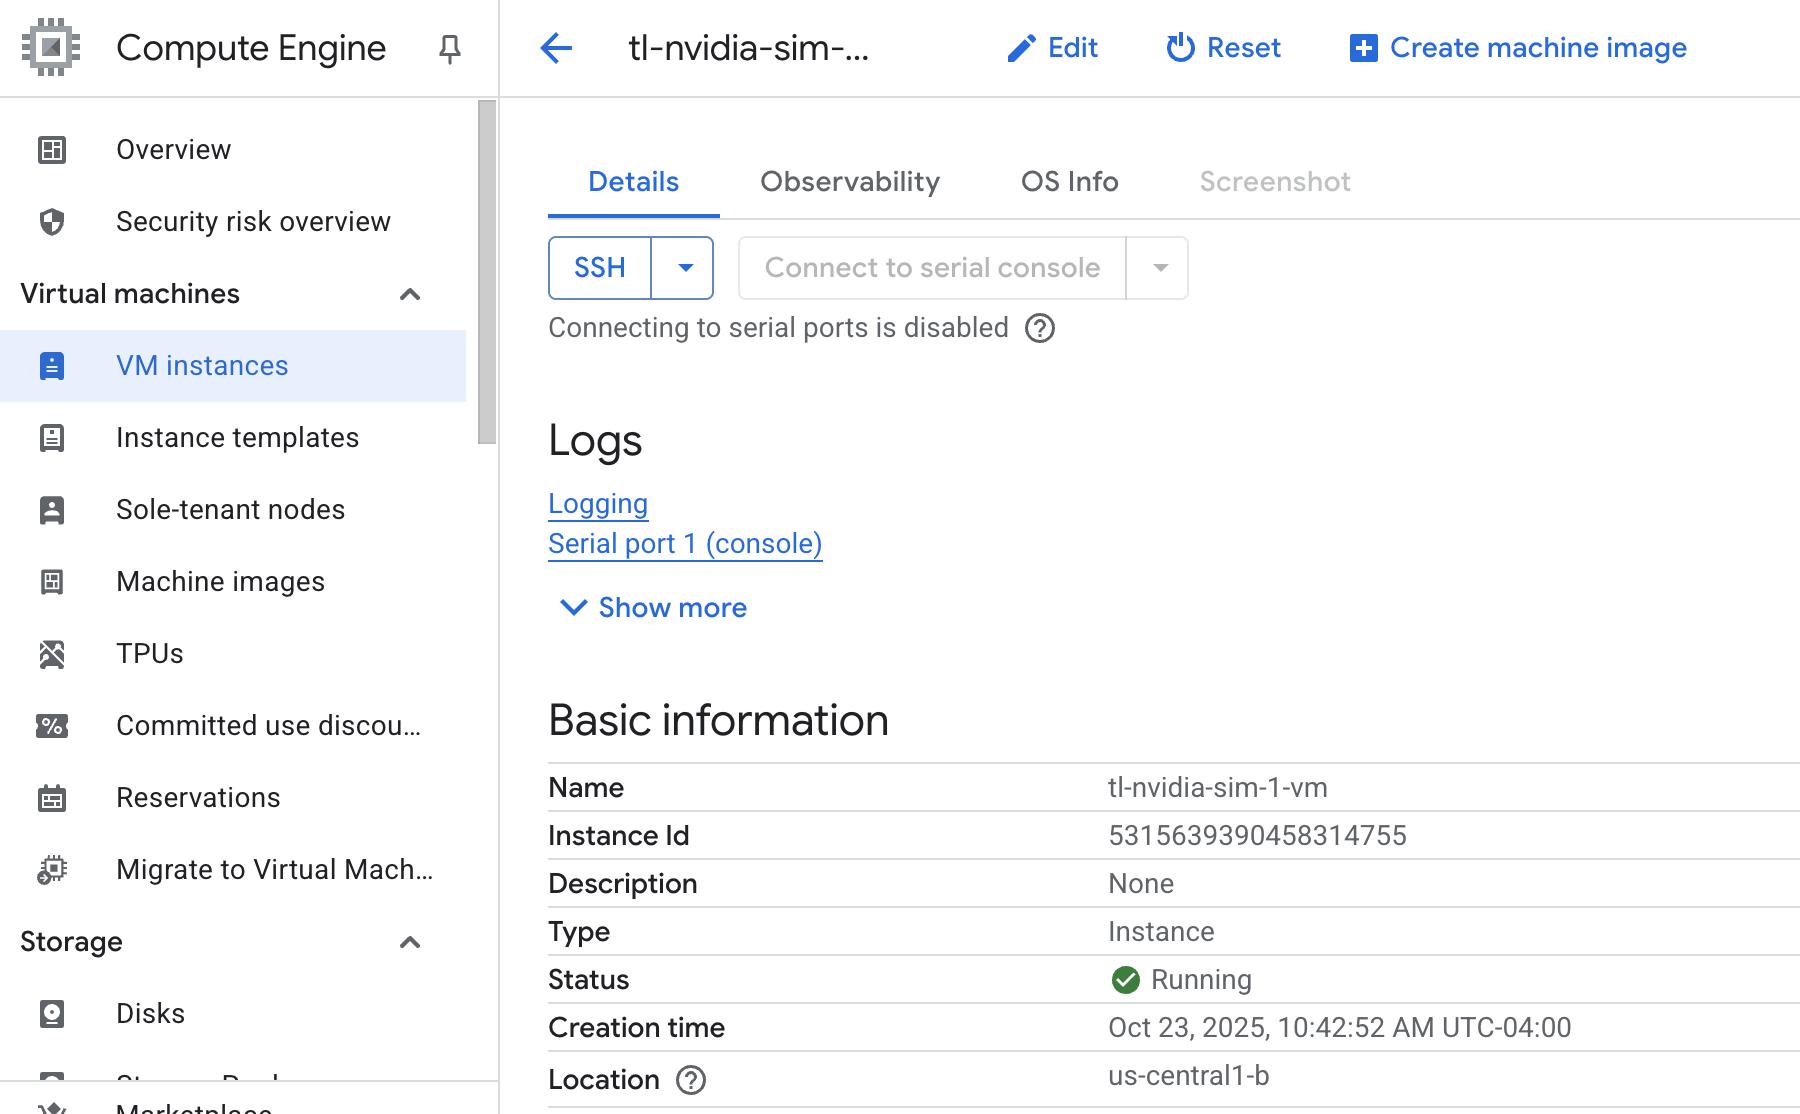 Compute Engine
tl-nvidia-sim-...
Edit
Reset
Create machine image
Overview
Security risk overview
Virtual machines
VM instances
Instance templates
Sole-tenant nodes
Machine images
TPUs
Committed use discou...
Reservations
Migrate to Virtual Mach...
Storage
Disks
Marketplace
Details
Observability
OS Info
Screenshot
SSH
Connect to serial console
Connecting to serial ports is disabled
Logs
Logging
Serial port 1 (console)
Show more
Basic information
Name tl-nvidia-sim-1-vm
Instance Id 5315639390458314755
Description None
Type Instance
Status Running
Creation time Oct 23, 2025, 10:42:52 AM UTC-04:00
Location us-central1-b